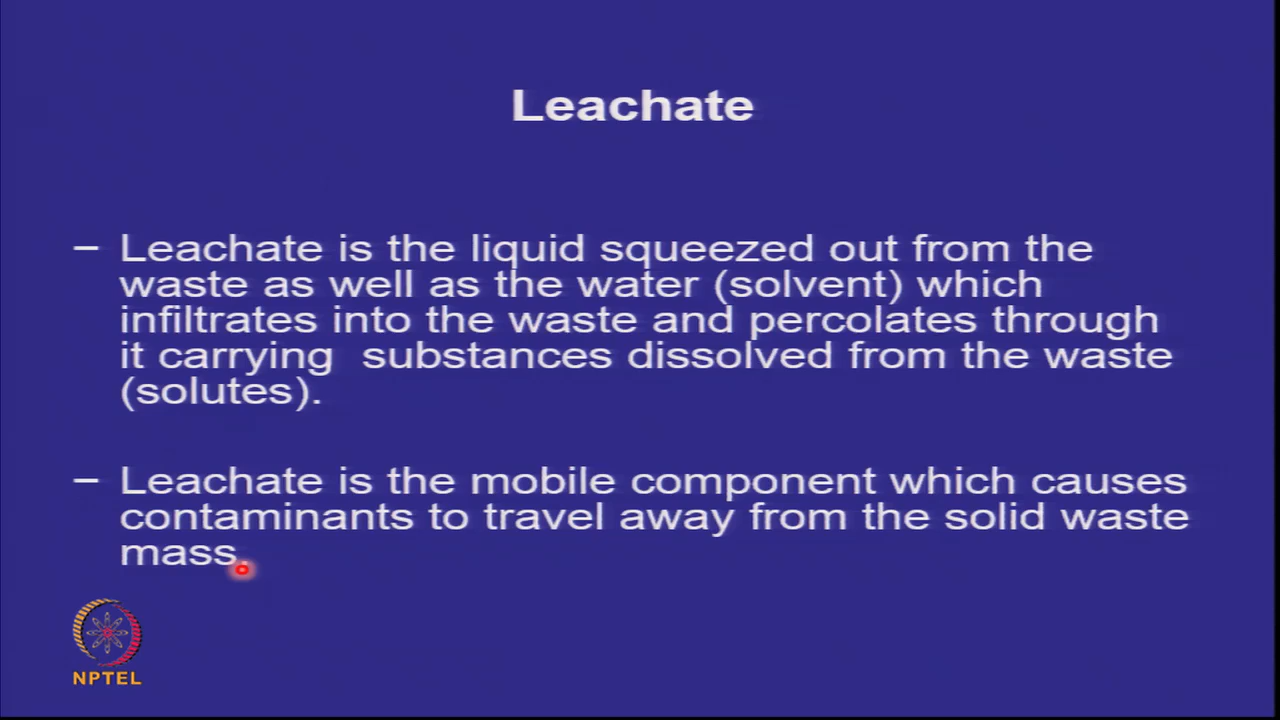 Leachate
– Leachate is the liquid squeezed out from the
waste as well as the water (solvent) which
infiltrates into the waste and percolates through
it carrying  substances dissolved from the waste
(solutes).
– Leachate is the mobile component which causes
contaminants to travel away from the solid waste
mass.
NPTEL